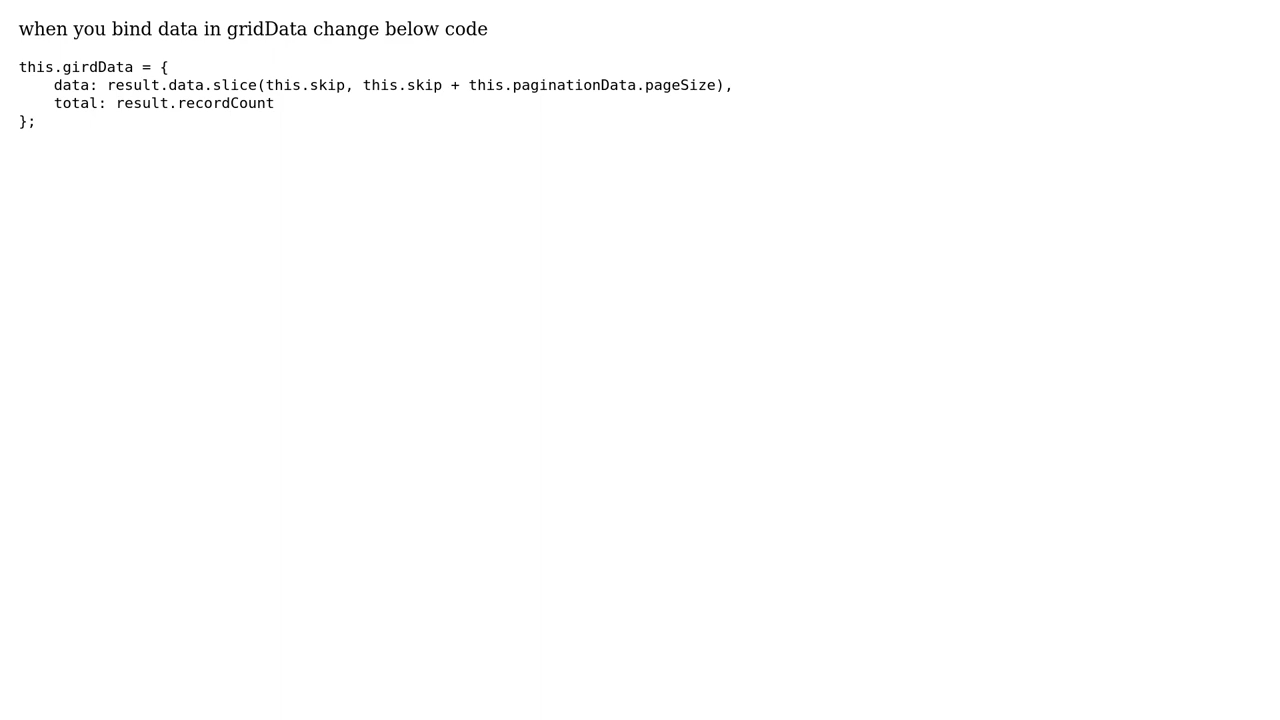 when you bind data in gridData change below code
this.girdData = {
    data: result.data.slice(this.skip, this.skip + this.paginationData.pageSize),
    total: result.recordCount
};